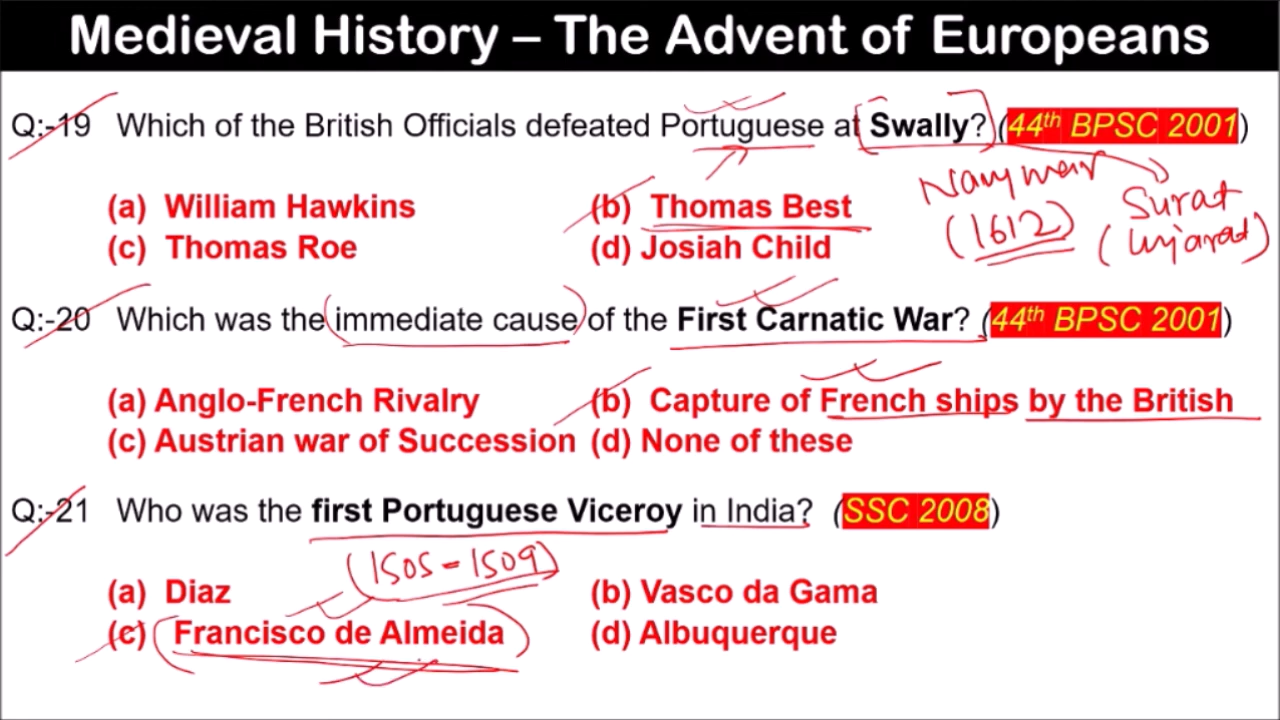 Medieval History – The Advent of Europeans
Q:-19 Which of the British Officials defeated Portuguese at Swally? (44th BPSC 2001)
Navy war
Surat
(a) William Hawkins (b) Thomas Best
(1612)
(Gujarat)
(c) Thomas Roe (d) Josiah Child
Q:-20 Which was the immediate cause of the First Carnatic War? (44th BPSC 2001)
(a) Anglo-French Rivalry (b) Capture of French ships by the British
(c) Austrian war of Succession (d) None of these
Q:-21 Who was the first Portuguese Viceroy in India? (SSC 2008)
(1505 - 1509)
(a) Diaz (b) Vasco da Gama
(c) Francisco de Almeida (d) Albuquerque